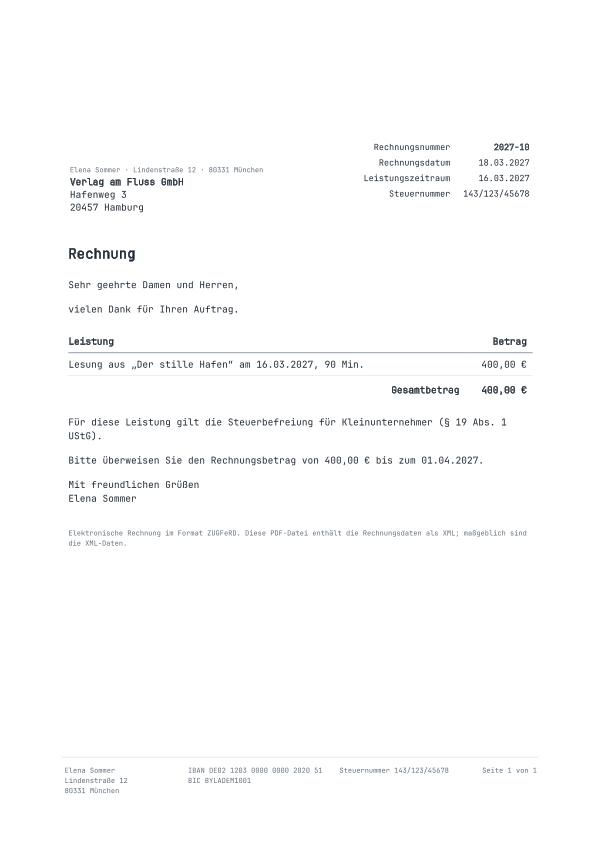 Rechnungsnummer 2027-10
Rechnungsdatum 18.03.2027
Leistungszeitraum 16.03.2027
Steuernummer 143/123/45678
Elena Sommer · Lindenstraße 12 · 80331 München
Verlag am Fluss GmbH
Hafenweg 3
20457 Hamburg
Rechnung
Sehr geehrte Damen und Herren,
vielen Dank für Ihren Auftrag.
Leistung Betrag
Lesung aus „Der stille Hafen“ am 16.03.2027, 90 Min. 400,00 €
Gesamtbetrag 400,00 €
Für diese Leistung gilt die Steuerbefreiung für Kleinunternehmer (§ 19 Abs. 1
UStG).
Bitte überweisen Sie den Rechnungsbetrag von 400,00 € bis zum 01.04.2027.
Mit freundlichen Grüßen
Elena Sommer
Elektronische Rechnung im Format ZUGFeRD. Diese PDF-Datei enthält die Rechnungsdaten als XML; maßgeblich sind
die XML-Daten.
Elena Sommer IBAN DE02 1203 0000 0000 2020 51 Steuernummer 143/123/45678 Seite 1 von 1
Lindenstraße 12 BIC BYLADEM1001
80331 München